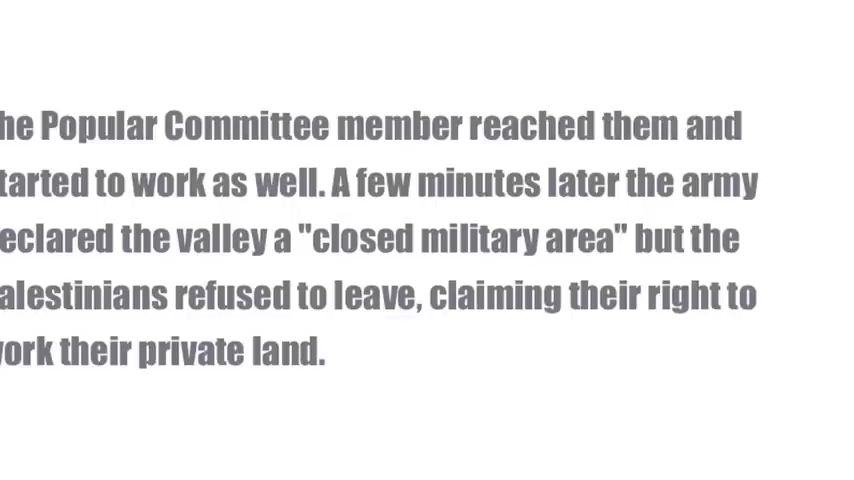 he Popular Committee member reached them and
tarted to work as well. A few minutes later the army
eclared the valley a "closed military area" but the
alestinians refused to leave, claiming their right to
ork their private land.